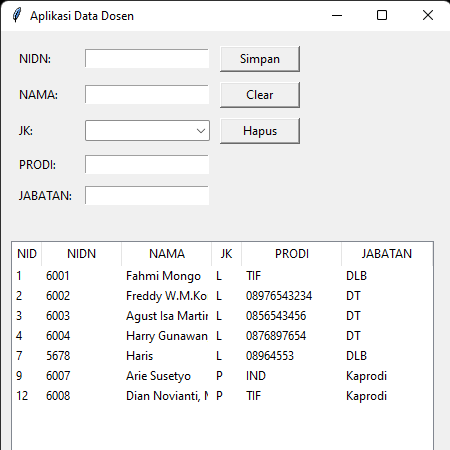 Aplikasi Data Dosen
NIDN: Simpan
NAMA: Clear
JK: Hapus
PRODI:
JABATAN:
NID NIDN NAMA JK PRODI JABATAN
1 6001 Fahmi Mongo L TIF DLB
2 6002 Freddy W.M.Ko L 08976543234 DT
3 6003 Agust Isa Martin L 0856543456 DT
4 6004 Harry Gunawan L 0876897654 DT
7 5678 Haris L 08964553 DLB
9 6007 Arie Susetyo P IND Kaprodi
12 6008 Dian Novianti, M P TIF Kaprodi